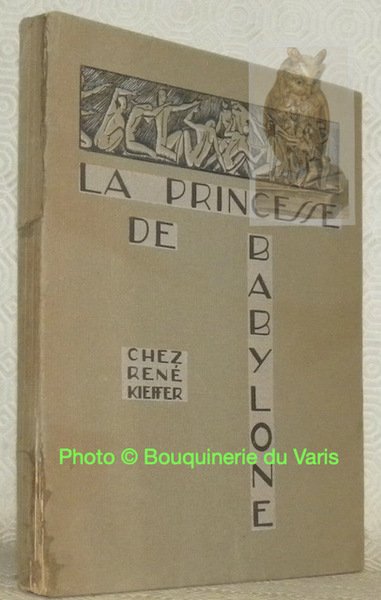 LA PRINCESSE
DE
BABYLONE
CHEZ
RENÉ
KIEFFER
Photo © Bouquinerie du Varis